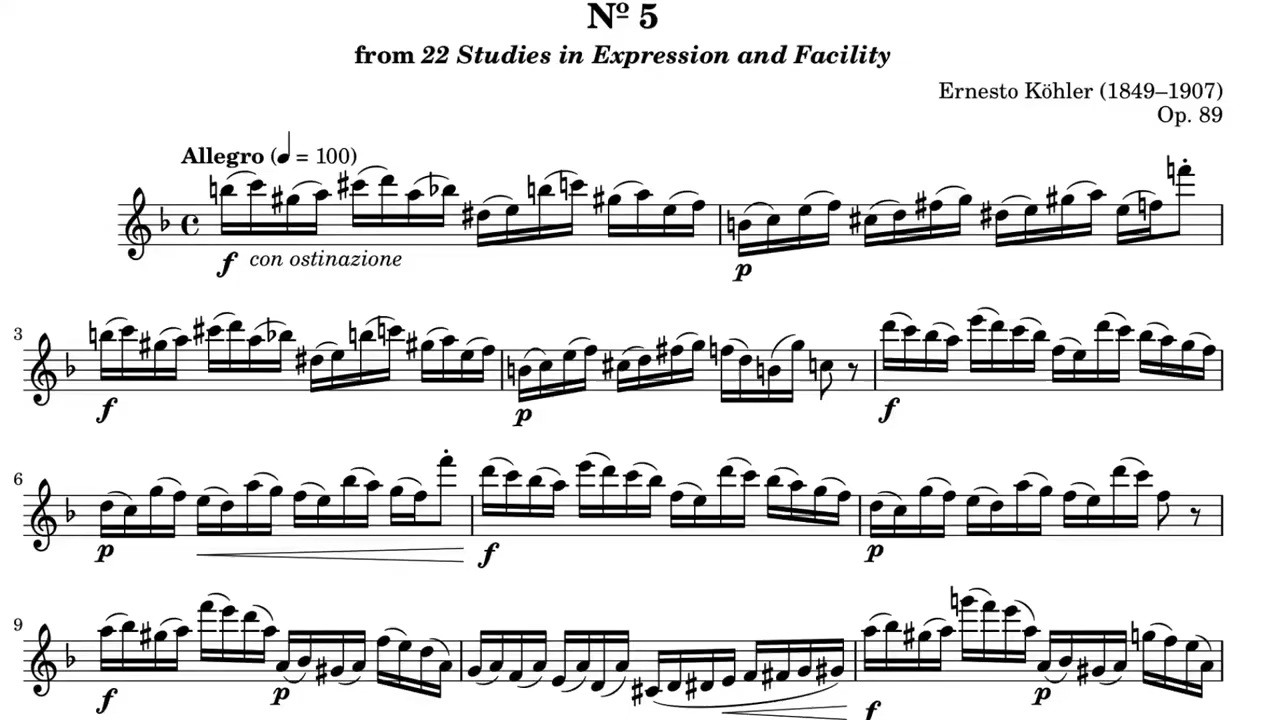 Nº 5
from 22 Studies in Expression and Facility
Ernesto Köhler (1849–1907)
Op. 89
Allegro (♩ = 100)
f con ostinazione
p
3
f
p
f
6
p
f
p
9
f
p
f
p